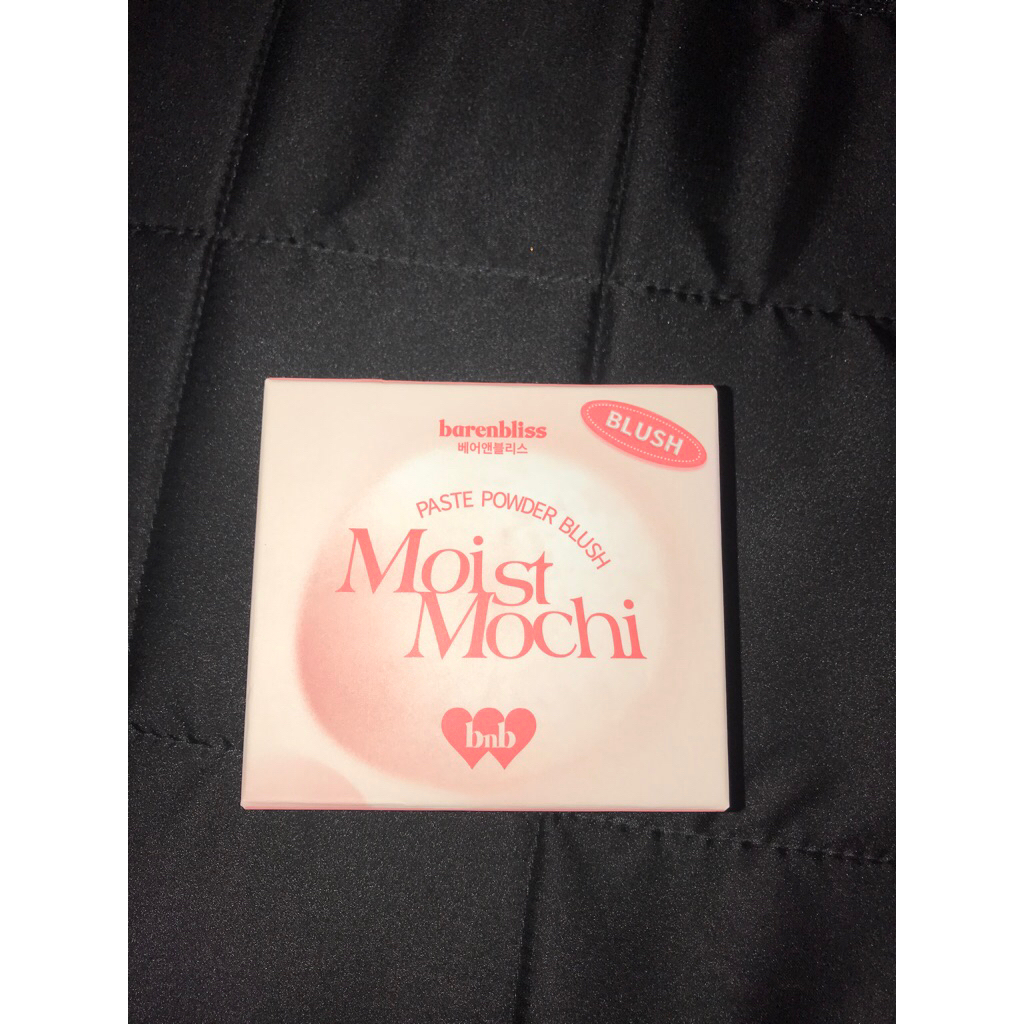 barenbliss
베어앤블리스
BLUSH
PASTE POWDER BLUSH
Moist
Mochi
bnb